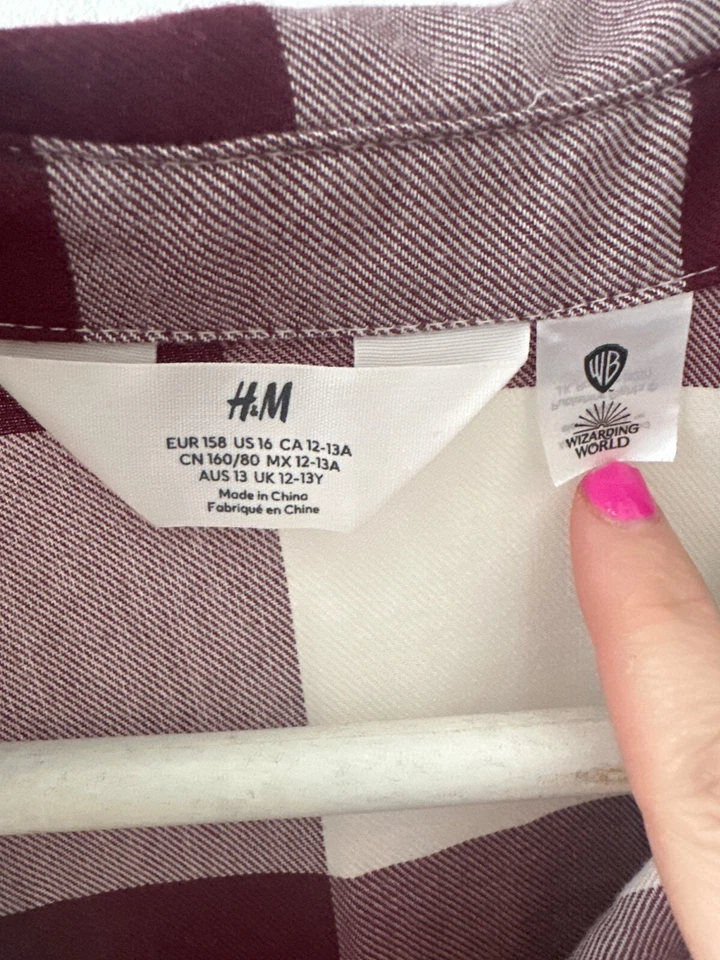 H&M
EUR 158 US 16 CA 12-13A
CN 160/80 MX 12-13A
AUS 13 UK 12-13Y
Made in China
Fabriqué en Chine
WB
WIZARDING
WORLD